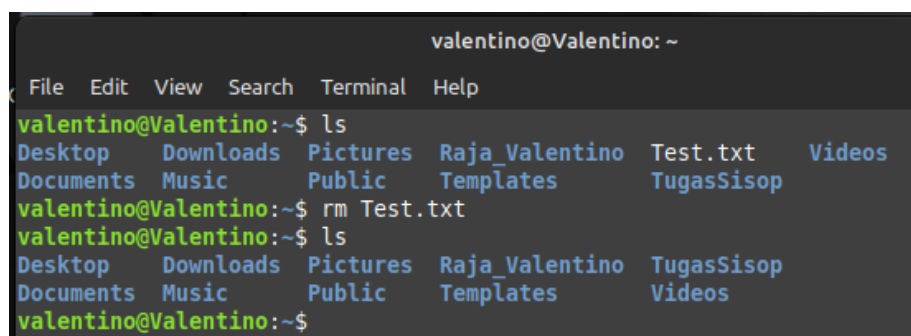 valentino@Valentino: ~
File Edit View Search Terminal Help
valentino@Valentino:~$ ls
Desktop Downloads Pictures Raja_Valentino Test.txt Videos
Documents Music Public Templates TugasSisop
valentino@Valentino:~$ rm Test.txt
valentino@Valentino:~$ ls
Desktop Downloads Pictures Raja_Valentino TugasSisop
Documents Music Public Templates Videos
valentino@Valentino:~$